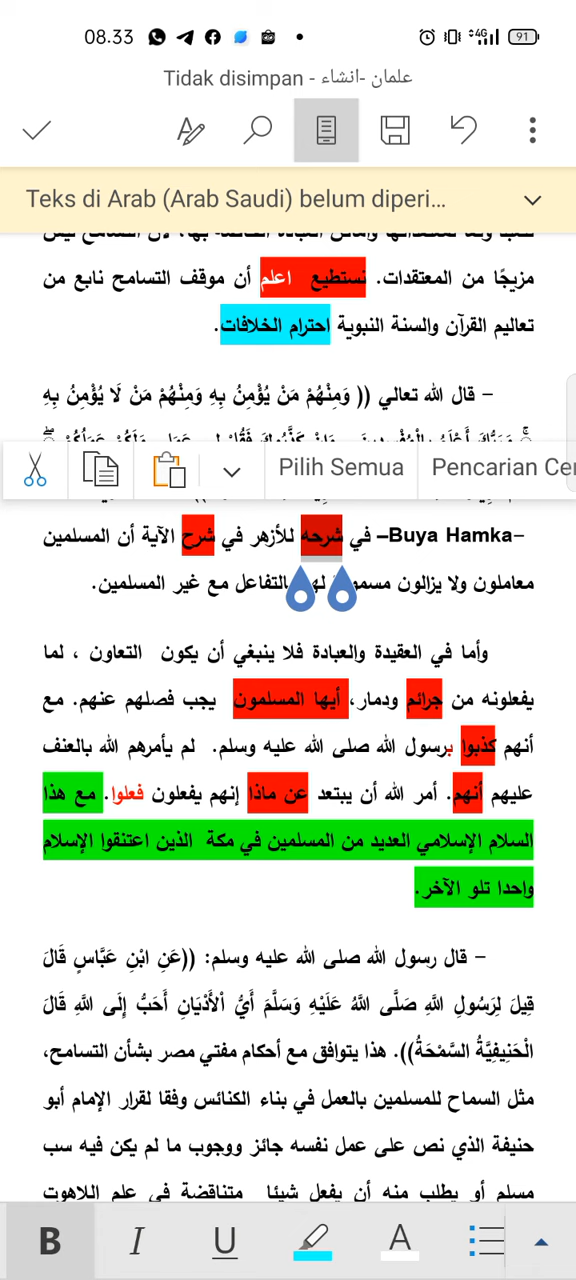 08.33
4G
91
Tidak disimpan - علمان -انشاء
Teks di Arab (Arab Saudi) belum diperi...
مزيجًا من المعتقدات. نستطيع اعلم أن موقف التسامح نابع من
تعاليم القرآن والسنة النبوية احترام الخلافات.
– قال الله تعالي (( وَمِنْهُمْ مَنْ يُؤْمِنُ بِهِ وَمِنْهُمْ مَنْ لَا يُؤْمِنُ بِهِ
Pilih Semua
Pencarian Cer
–Buya Hamka– في شرحه للأزهر في شرح الآية أن المسلمين
معاملون ولا يزالون بالتفاعل مع غير المسلمين.
وأما في العقيدة والعبادة فلا ينبغي أن يكون التعاون ، لما
يفعلونه من جرائم ودمار، أيها المسلمون يجب فصلهم عنهم. مع
أنهم كذبوا برسول الله صلى الله عليه وسلم. لم يأمرهم الله بالعنف
عليهم أنهم. أمر الله أن يبتعد عن ماذا إنهم يفعلون فعلوا. مع هذا
السلام الإسلامي العديد من المسلمين في مكة الذين اعتنقوا الإسلام
واحدا تلو الآخر.
– قال رسول الله صلى الله عليه وسلم: ((عَنِ ابْنِ عَبَّاسٍ قَالَ
قِيلَ لِرَسُولِ اللَّهِ صَلَّى اللَّهُ عَلَيْهِ وَسَلَّمَ أَيُّ الْأَدْيَانِ أَحَبُّ إِلَى اللَّهِ قَالَ
الْحَنِيفِيَّةُ السَّمْحَةُ)). هذا يتوافق مع أحكام مفتي مصر بشأن التسامح،
مثل السماح للمسلمين بالعمل في بناء الكنائس وفقا لقرار الإمام أبو
حنيفة الذي نص على عمل نفسه جائز ووجوب ما لم يكن فيه سب
مسلم أو يطلب منه أن يفعل شيئا متناقضة في علم اللاهوت
B I U A